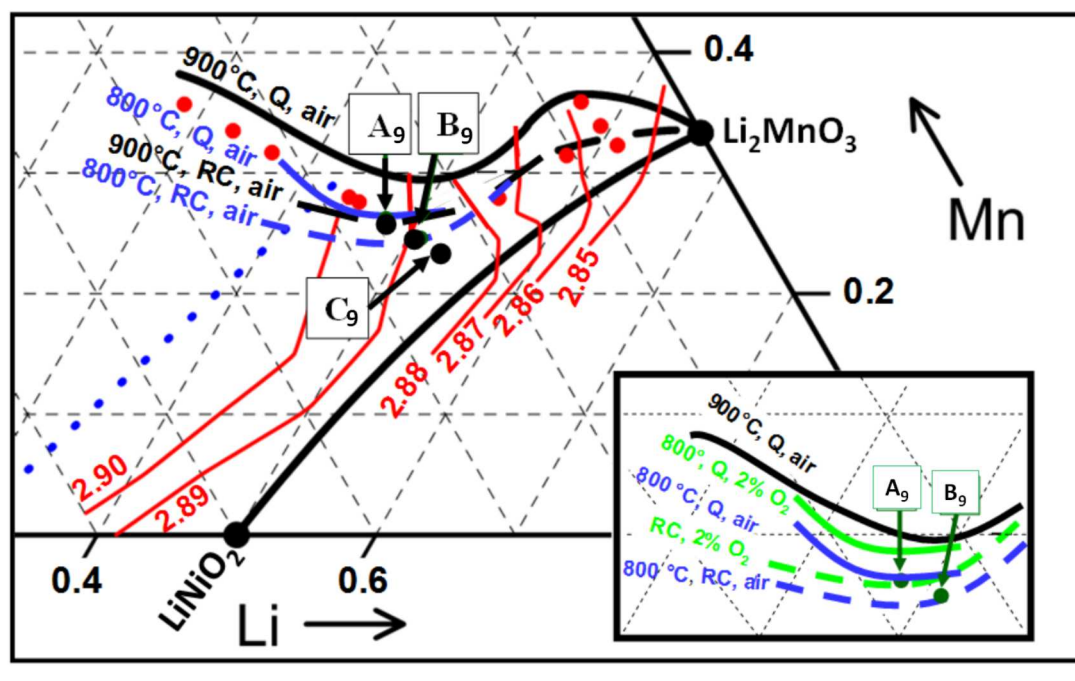 900°C, Q, air
800°C, Q, air
900°C, RC, air
800°C, RC, air
A9
B9
C9
0.4
Li2MnO3
Mn
0.2
2.85
2.86
2.87
2.88
2.90
2.89
0.4
LiNiO2
0.6
Li
900°C, Q, air
800°, Q, 2% O2
800 °C, Q, air
RC, 2% O2
800 °C, RC, air
A9
B9